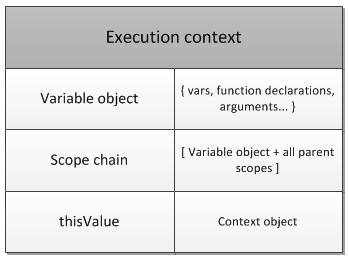 Execution context
Variable object
{ vars, function declarations,
arguments... }
Scope chain
[ Variable object + all parent
scopes ]
thisValue
Context object